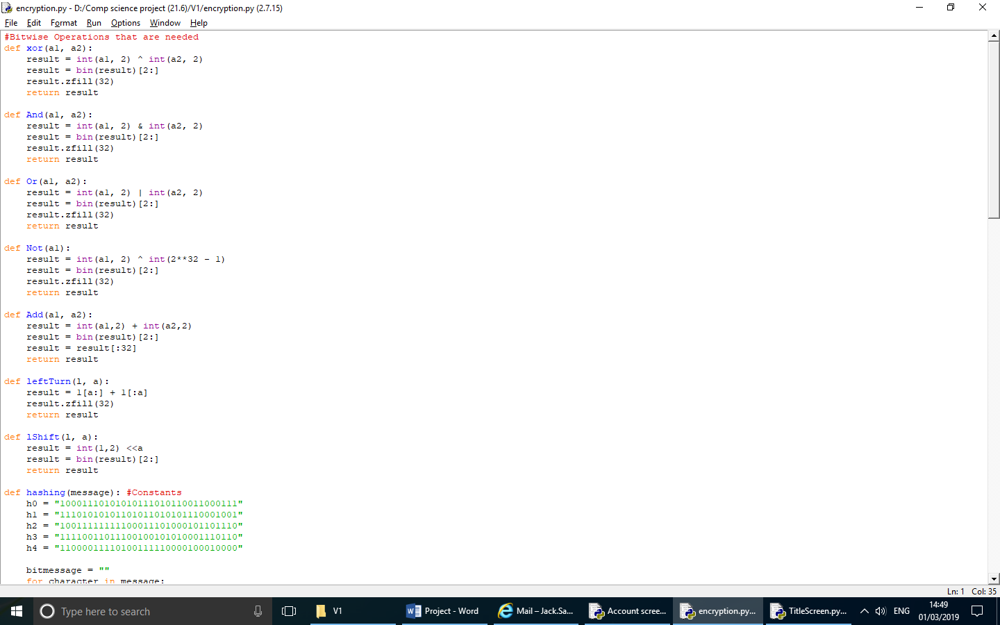 encryption.py - D:/Comp science project (21.6)/V1/encryption.py (2.7.15)
File Edit Format Run Options Window Help
#Bitwise Operations that are needed
def xor(a1, a2):
    result = int(a1, 2) ^ int(a2, 2)
    result = bin(result)[2:]
    result.zfill(32)
    return result

def And(a1, a2):
    result = int(a1, 2) & int(a2, 2)
    result = bin(result)[2:]
    result.zfill(32)
    return result

def Or(a1, a2):
    result = int(a1, 2) | int(a2, 2)
    result = bin(result)[2:]
    result.zfill(32)
    return result

def Not(a1):
    result = int(a1, 2) ^ int(2**32 - 1)
    result = bin(result)[2:]
    result.zfill(32)
    return result

def Add(a1, a2):
    result = int(a1,2) + int(a2,2)
    result = bin(result)[2:]
    result = result[:32]
    return result

def leftTurn(l, a):
    result = l[a:] + l[:a]
    result.zfill(32)
    return result

def lShift(l, a):
    result = int(l,2) <<a
    result = bin(result)[2:]
    return result

def hashing(message): #Constants
    h0 = "10001110101010111010110011000111"
    h1 = "11101010101101011010101110001001"
    h2 = "10011111111100011101000101101110"
    h3 = "11110011011100100101010001110110"
    h4 = "11000011110100111110000100010000"

    bitmessage = ""
    for character in message:
Ln: 1 Col: 35
Type here to search
V1
Project - Word
Mail – Jack.Sa...
Account scree...
encryption.py...
TitleScreen.py...
ENG
14:49
01/03/2019